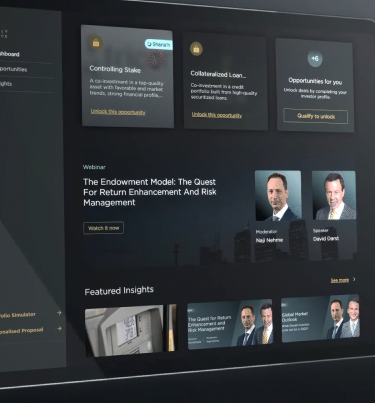 shboard
portunities
ights
Shariah
Controlling Stake
A co-investment in a top-quality
asset with favorable and market
trends, strong financial profile,...
Unlock this opportunity
Collateralized Loan...
Co-investment in a credit
portfolio built from high-quality
securitized loans
Unlock this opportunity
+6
Opportunities for you
Unlock deals by completing your
investor profile.
Qualify to unlock
Webinar
The Endowment Model: The Quest
For Return Enhancement And Risk
Management
Watch it now
Moderator
Naji Nehme
Speaker
David Darst
Featured Insights
See more >
folio Simulator →
onalised Proposal →
The Quest for Return
Enhancement and
Risk Management
Global Market
Outlook